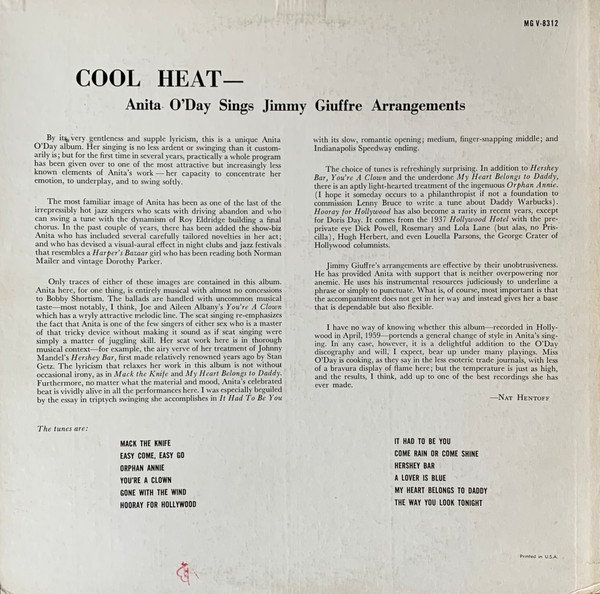 MG V-8312
COOL HEAT—
Anita O'Day Sings Jimmy Giuffre Arrangements
By its very gentleness and supple lyricism, this is a unique Anita
O'Day album. Her singing is no less ardent or swinging than it custom-
arily is; but for the first time in several years, practically a whole program
has been given over to one of the most attractive but increasingly less
known elements of Anita's work — her capacity to concentrate her
emotion, to underplay, and to swing softly.
The most familiar image of Anita has been as one of the last of the
irrepressibly hot jazz singers who scats with driving abandon and who
can swing a tune with the dynamism of Roy Eldridge building a final
chorus. In the past couple of years, there has been added the show-biz
Anita who has included several carefully tailored novelties in her act;
and who has devised a visual-aural effect in night clubs and jazz festivals
that resembles a Harper's Bazaar girl who has been reading both Norman
Mailer and vintage Dorothy Parker.
Only traces of either of these images are contained in this album.
Anita here, for one thing, is entirely musical with almost no concessions
to Bobby Shortism. The ballads are handled with uncommon musical
taste—most notably, I think, Joe and Aileen Albany's You're A Clown
which has a wryly attractive melodic line. The scat singing re-emphasizes
the fact that Anita is one of the few singers of either sex who is a master
of that tricky device without making it sound as if scat singing were
simply a matter of juggling skill. Her scat work here is in thorough
musical context—for example, the airy verve in her treatment of Johnny
Mandel's Hershey Bar, first made relatively renowned years ago by Stan
Getz. The lyricism that relaxes her work in this album is not without
occasional irony, as in Mack the Knife and My Heart Belongs to Daddy.
Furthermore, no matter what the material and mood, Anita's celebrated
beat is vividly alive in all the performances here. I was especially beguiled
by the essay in triptych swinging she accomplishes in It Had To Be You
with its slow, romantic opening; medium, finger-snapping middle; and
Indianapolis Speedway ending.
The choice of tunes is refreshingly surprising. In addition to Hershey
Bar, You're A Clown and the underdone My Heart Belongs to Daddy,
there is an aptly light-hearted treatment of the ingenuous Orphan Annie.
(I hope it someday occurs to a philanthropist if not a foundation to
commission Lenny Bruce to write a tune about Daddy Warbucks).
Hooray for Hollywood has also become a rarity in recent years, except
for Doris Day. It comes from the 1937 Hollywood Hotel with the pre-
private eye Dick Powell, Rosemary and Lola Lane (but alas, no Pris-
cilla), Hugh Herbert, and even Louella Parsons, the George Crater of
Hollywood columnists.
Jimmy Giuffre's arrangements are effective by their unobtrusiveness.
He has provided Anita with support that is neither overpowering nor
anemic. He uses his instrumental resources judiciously to underline a
phrase or simply to punctuate. What is, of course, most important is that
the accompaniment does not get in her way and instead gives her a base
that is dependable but also flexible.
I have no way of knowing whether this album—recorded in Holly-
wood in April, 1959—portends a general change of style in Anita's sing-
ing. In any case, however, it is a delightful addition to the O'Day
discography and will, I expect, bear up under many playings. Miss
O'Day is cooking, as they say in the less esoteric trade journals, with less
of a bravura display of flame here; but the temperature is just as high,
and the results, I think, add up to one of the best recordings she has
ever made.
—NAT HENTOFF
The tunes are:
MACK THE KNIFE
EASY COME, EASY GO
ORPHAN ANNIE
YOU'RE A CLOWN
GONE WITH THE WIND
HOORAY FOR HOLLYWOOD
IT HAD TO BE YOU
COME RAIN OR COME SHINE
HERSHEY BAR
A LOVER IS BLUE
MY HEART BELONGS TO DADDY
THE WAY YOU LOOK TONIGHT
Printed in U.S.A.